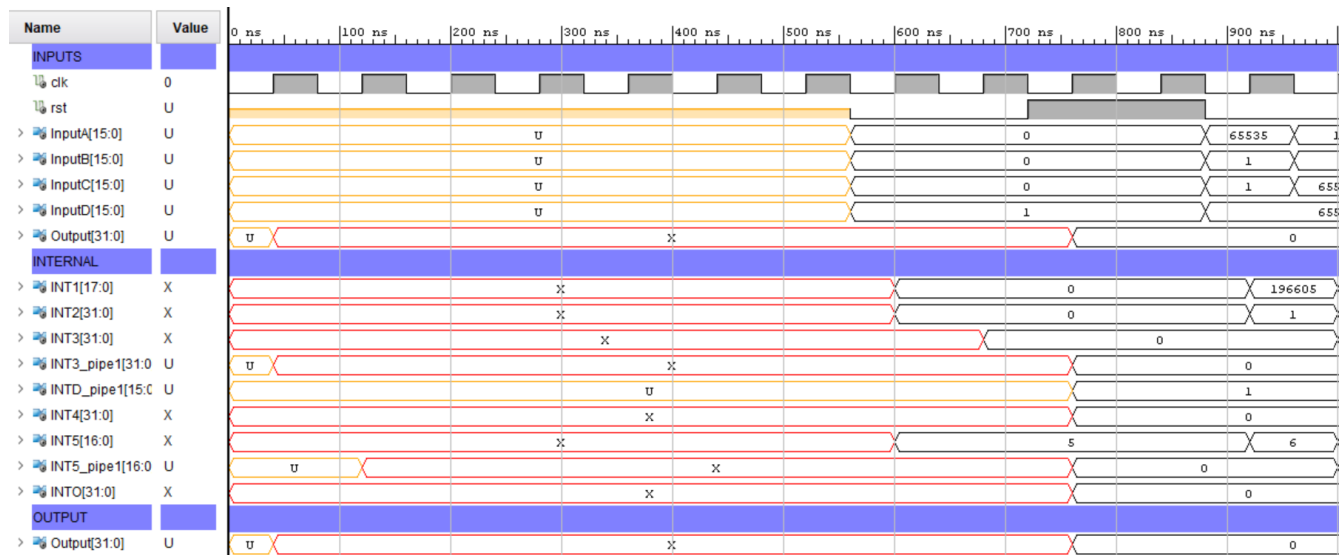 Name Value 0 ns 100 ns 200 ns 300 ns 400 ns 500 ns 600 ns 700 ns 800 ns 900 ns
INPUTS
clk 0
rst U
InputA[15:0] U U 0 65535 1
InputB[15:0] U U 0 1
InputC[15:0] U U 0 1 655
InputD[15:0] U U 1 655
Output[31:0] U U X 0
INTERNAL
INT1[17:0] X X 0 196605
INT2[31:0] X X 0 1
INT3[31:0] X X 0
INT3_pipe1[31:0 U U X 0
INTD_pipe1[15:0 U U 1
INT4[31:0] X X 0
INT5[16:0] X X 5 6
INT5_pipe1[16:0 U U X 0
INTO[31:0] X X 0
OUTPUT
Output[31:0] U U X 0